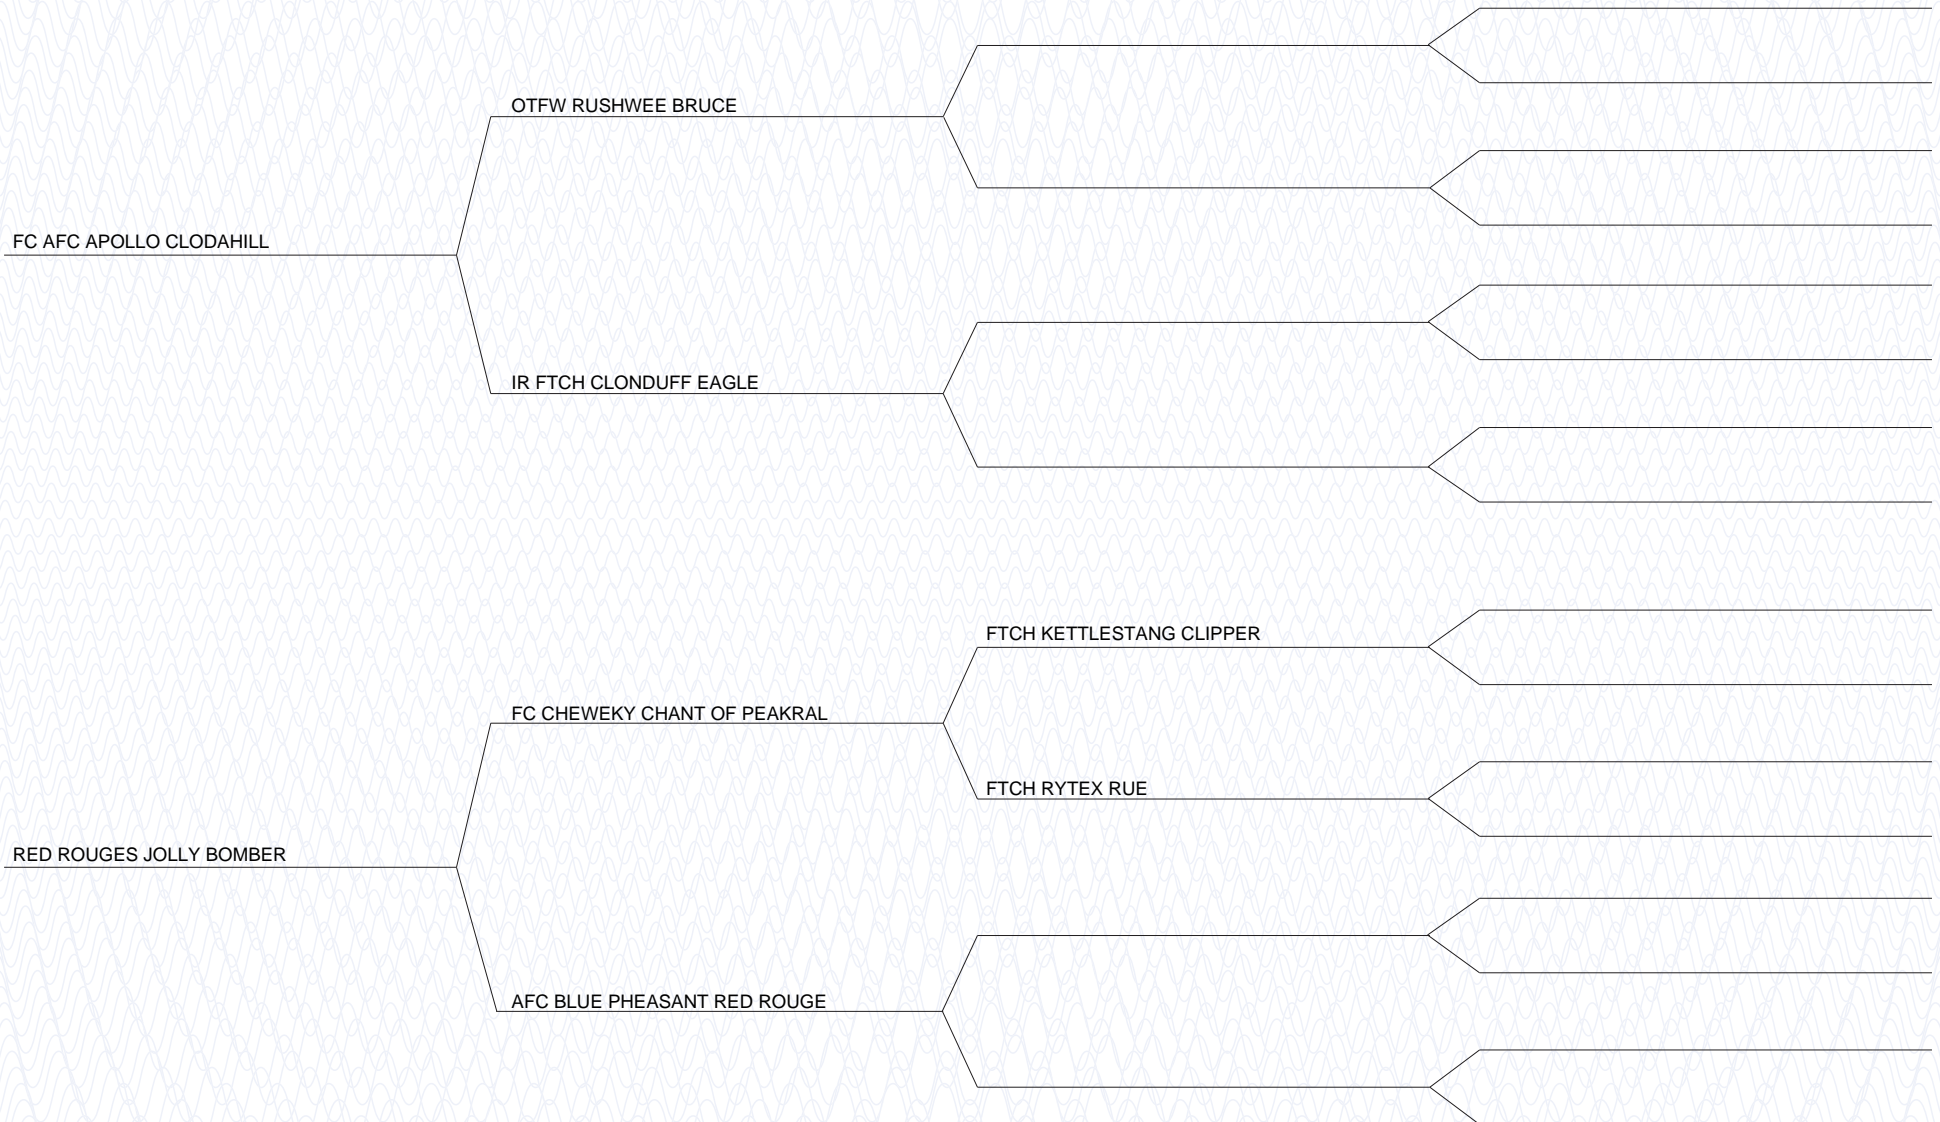 OTFW RUSHWEE BRUCE
FC AFC APOLLO CLODAHILL
IR FTCH CLONDUFF EAGLE
FTCH KETTLESTANG CLIPPER
FC CHEWEKY CHANT OF PEAKRAL
FTCH RYTEX RUE
RED ROUGES JOLLY BOMBER
AFC BLUE PHEASANT RED ROUGE